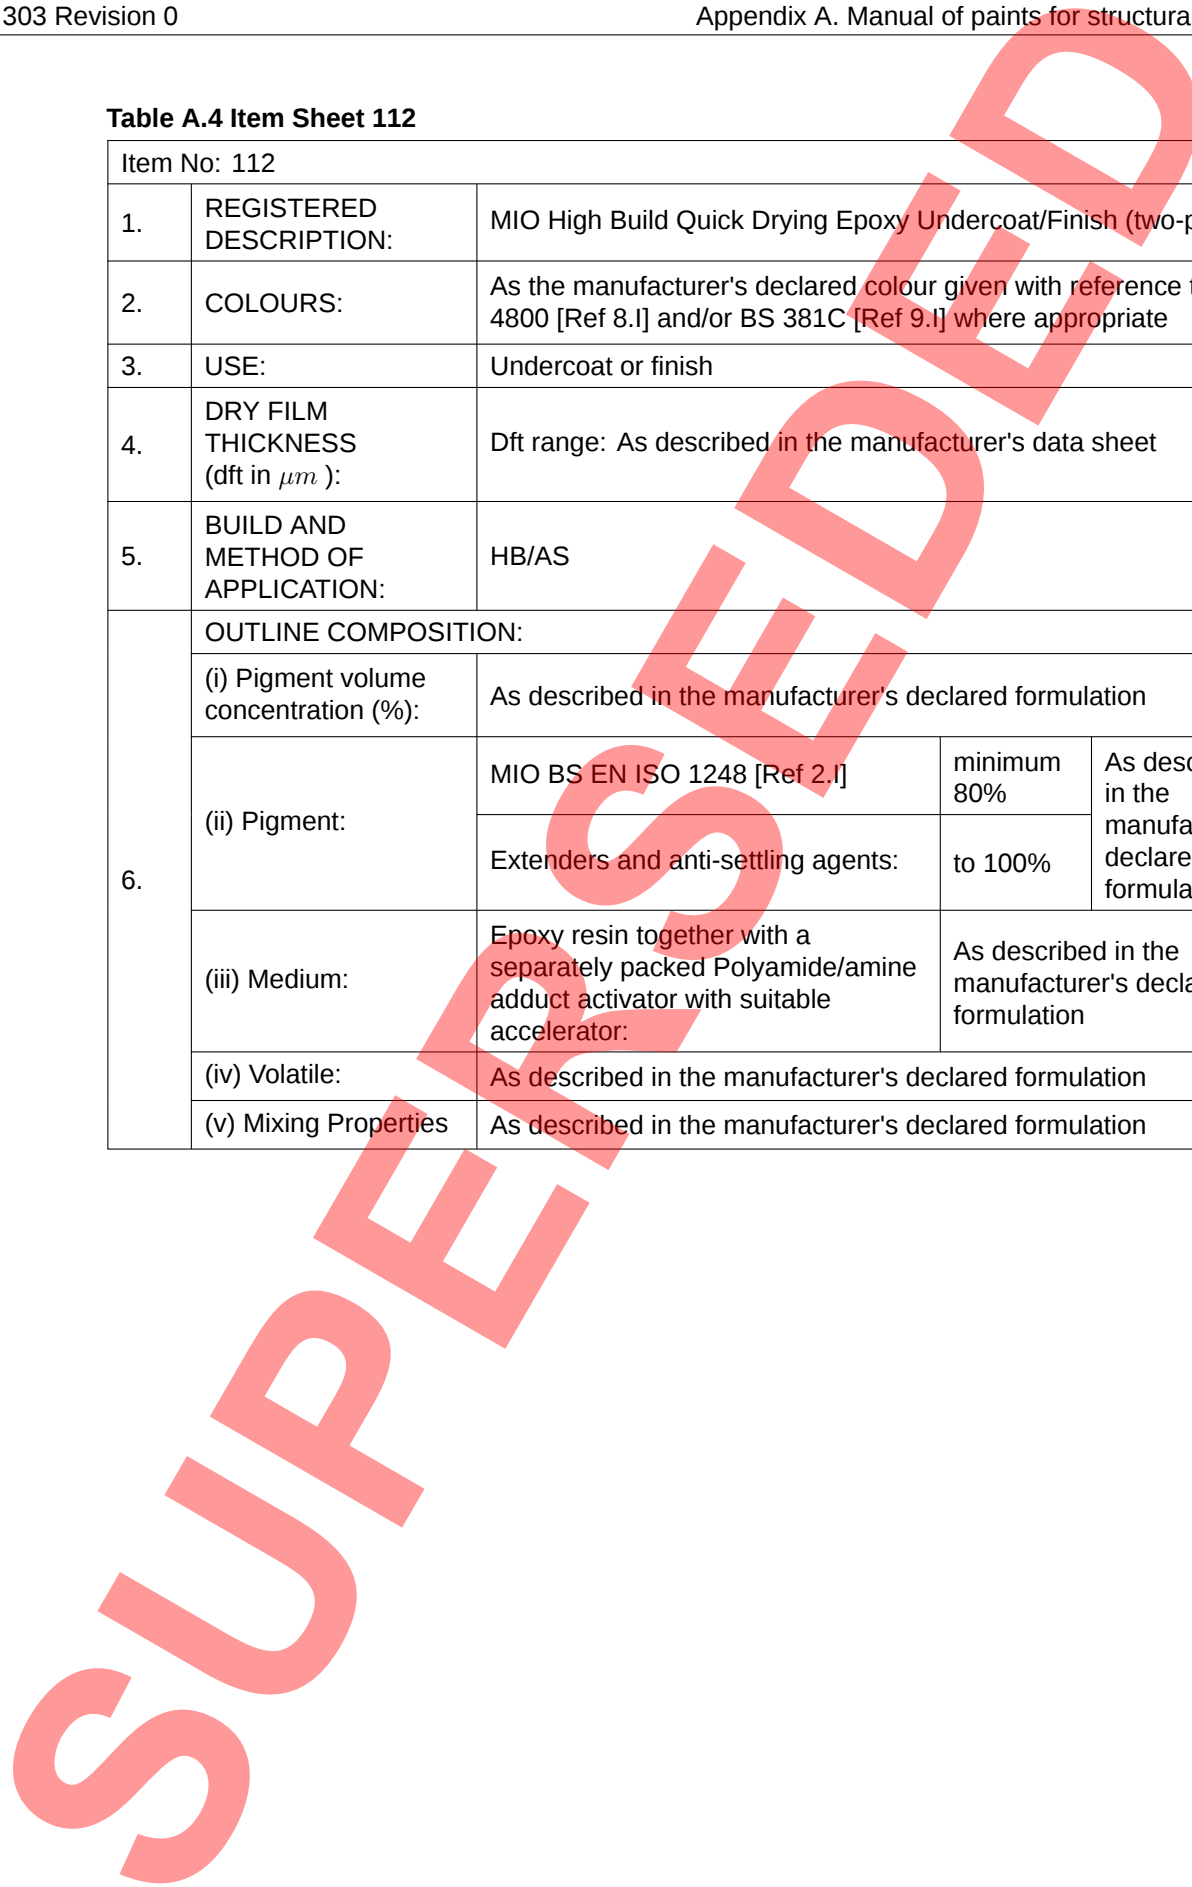 303 Revision 0 Appendix A. Manual of paints for structura
Table A.4 Item Sheet 112
Item No: 112
1. REGISTERED DESCRIPTION: MIO High Build Quick Drying Epoxy Undercoat/Finish (two-p
2. COLOURS: As the manufacturer's declared colour given with reference t
4800 [Ref 8.I] and/or BS 381C [Ref 9.I] where appropriate
3. USE: Undercoat or finish
4. DRY FILM
THICKNESS
(dft in μm ): Dft range: As described in the manufacturer's data sheet
5. BUILD AND
METHOD OF
APPLICATION: HB/AS
6. OUTLINE COMPOSITION:
(i) Pigment volume
concentration (%): As described in the manufacturer's declared formulation
(ii) Pigment: MIO BS EN ISO 1248 [Ref 2.I] minimum
80%
Extenders and anti-settling agents: to 100%
As desc
in the
manufa
declare
formula
(iii) Medium: Epoxy resin together with a
separately packed Polyamide/amine
adduct activator with suitable
accelerator:
As described in the
manufacturer's decla
formulation
(iv) Volatile: As described in the manufacturer's declared formulation
(v) Mixing Properties As described in the manufacturer's declared formulation
SUPERSEDED